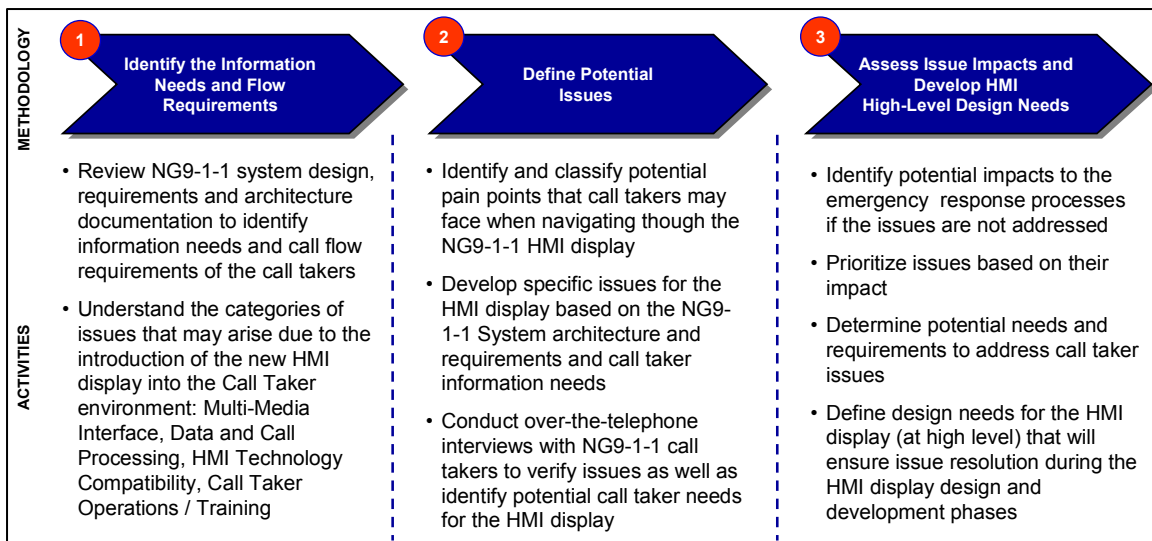 METHODOLOGY
1
Identify the Information
Needs and Flow
Requirements
2
Define Potential
Issues
3
Assess Issue Impacts and
Develop HMI
High-Level Design Needs
ACTIVITIES
• Review NG9-1-1 system design,
requirements and architecture
documentation to identify
information needs and call flow
requirements of the call takers
• Understand the categories of
issues that may arise due to the
introduction of the new HMI
display into the Call Taker
environment: Multi-Media
Interface, Data and Call
Processing, HMI Technology
Compatibility, Call Taker
Operations / Training
• Identify and classify potential
pain points that call takers may
face when navigating though the
NG9-1-1 HMI display
• Develop specific issues for the
HMI display based on the NG9-
1-1 System architecture and
requirements and call taker
information needs
• Conduct over-the-telephone
interviews with NG9-1-1 call
takers to verify issues as well as
identify potential call taker needs
for the HMI display
• Identify potential impacts to the
emergency response processes
if the issues are not addressed
• Prioritize issues based on their
impact
• Determine potential needs and
requirements to address call taker
issues
• Define design needs for the HMI
display (at high level) that will
ensure issue resolution during the
HMI display design and
development phases